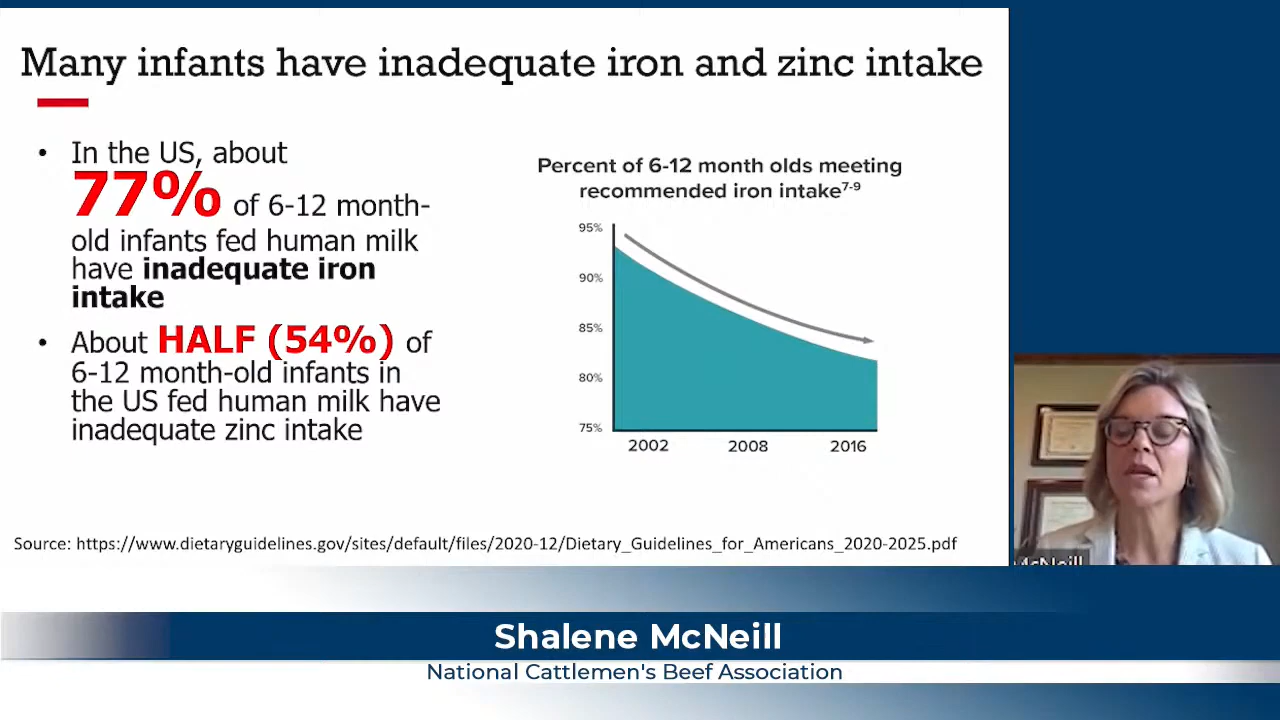 Many infants have inadequate iron and zinc intake
• In the US, about
77% of 6-12 month-
old infants fed human milk
have inadequate iron
intake
• About HALF (54%) of
6-12 month-old infants in
the US fed human milk have
inadequate zinc intake
Percent of 6-12 month olds meeting
recommended iron intake7-9
95%
90%
85%
80%
75%
2002 2008 2016
Source: https://www.dietaryguidelines.gov/sites/default/files/2020-12/Dietary_Guidelines_for_Americans_2020-2025.pdf
McNeill
Shalene McNeill
National Cattlemen's Beef Association